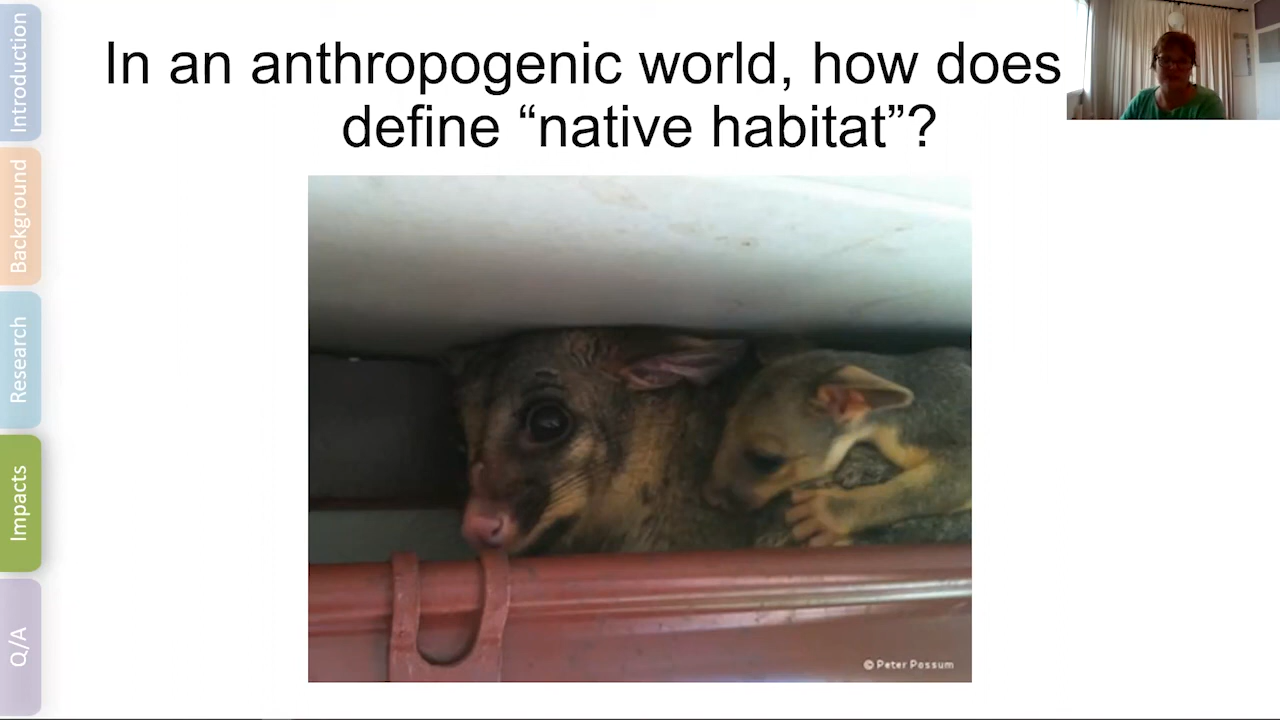 In an anthropogenic world, how does
define “native habitat”?
Introduction
Background
Research
Impacts
Q/A
© Peter Possum